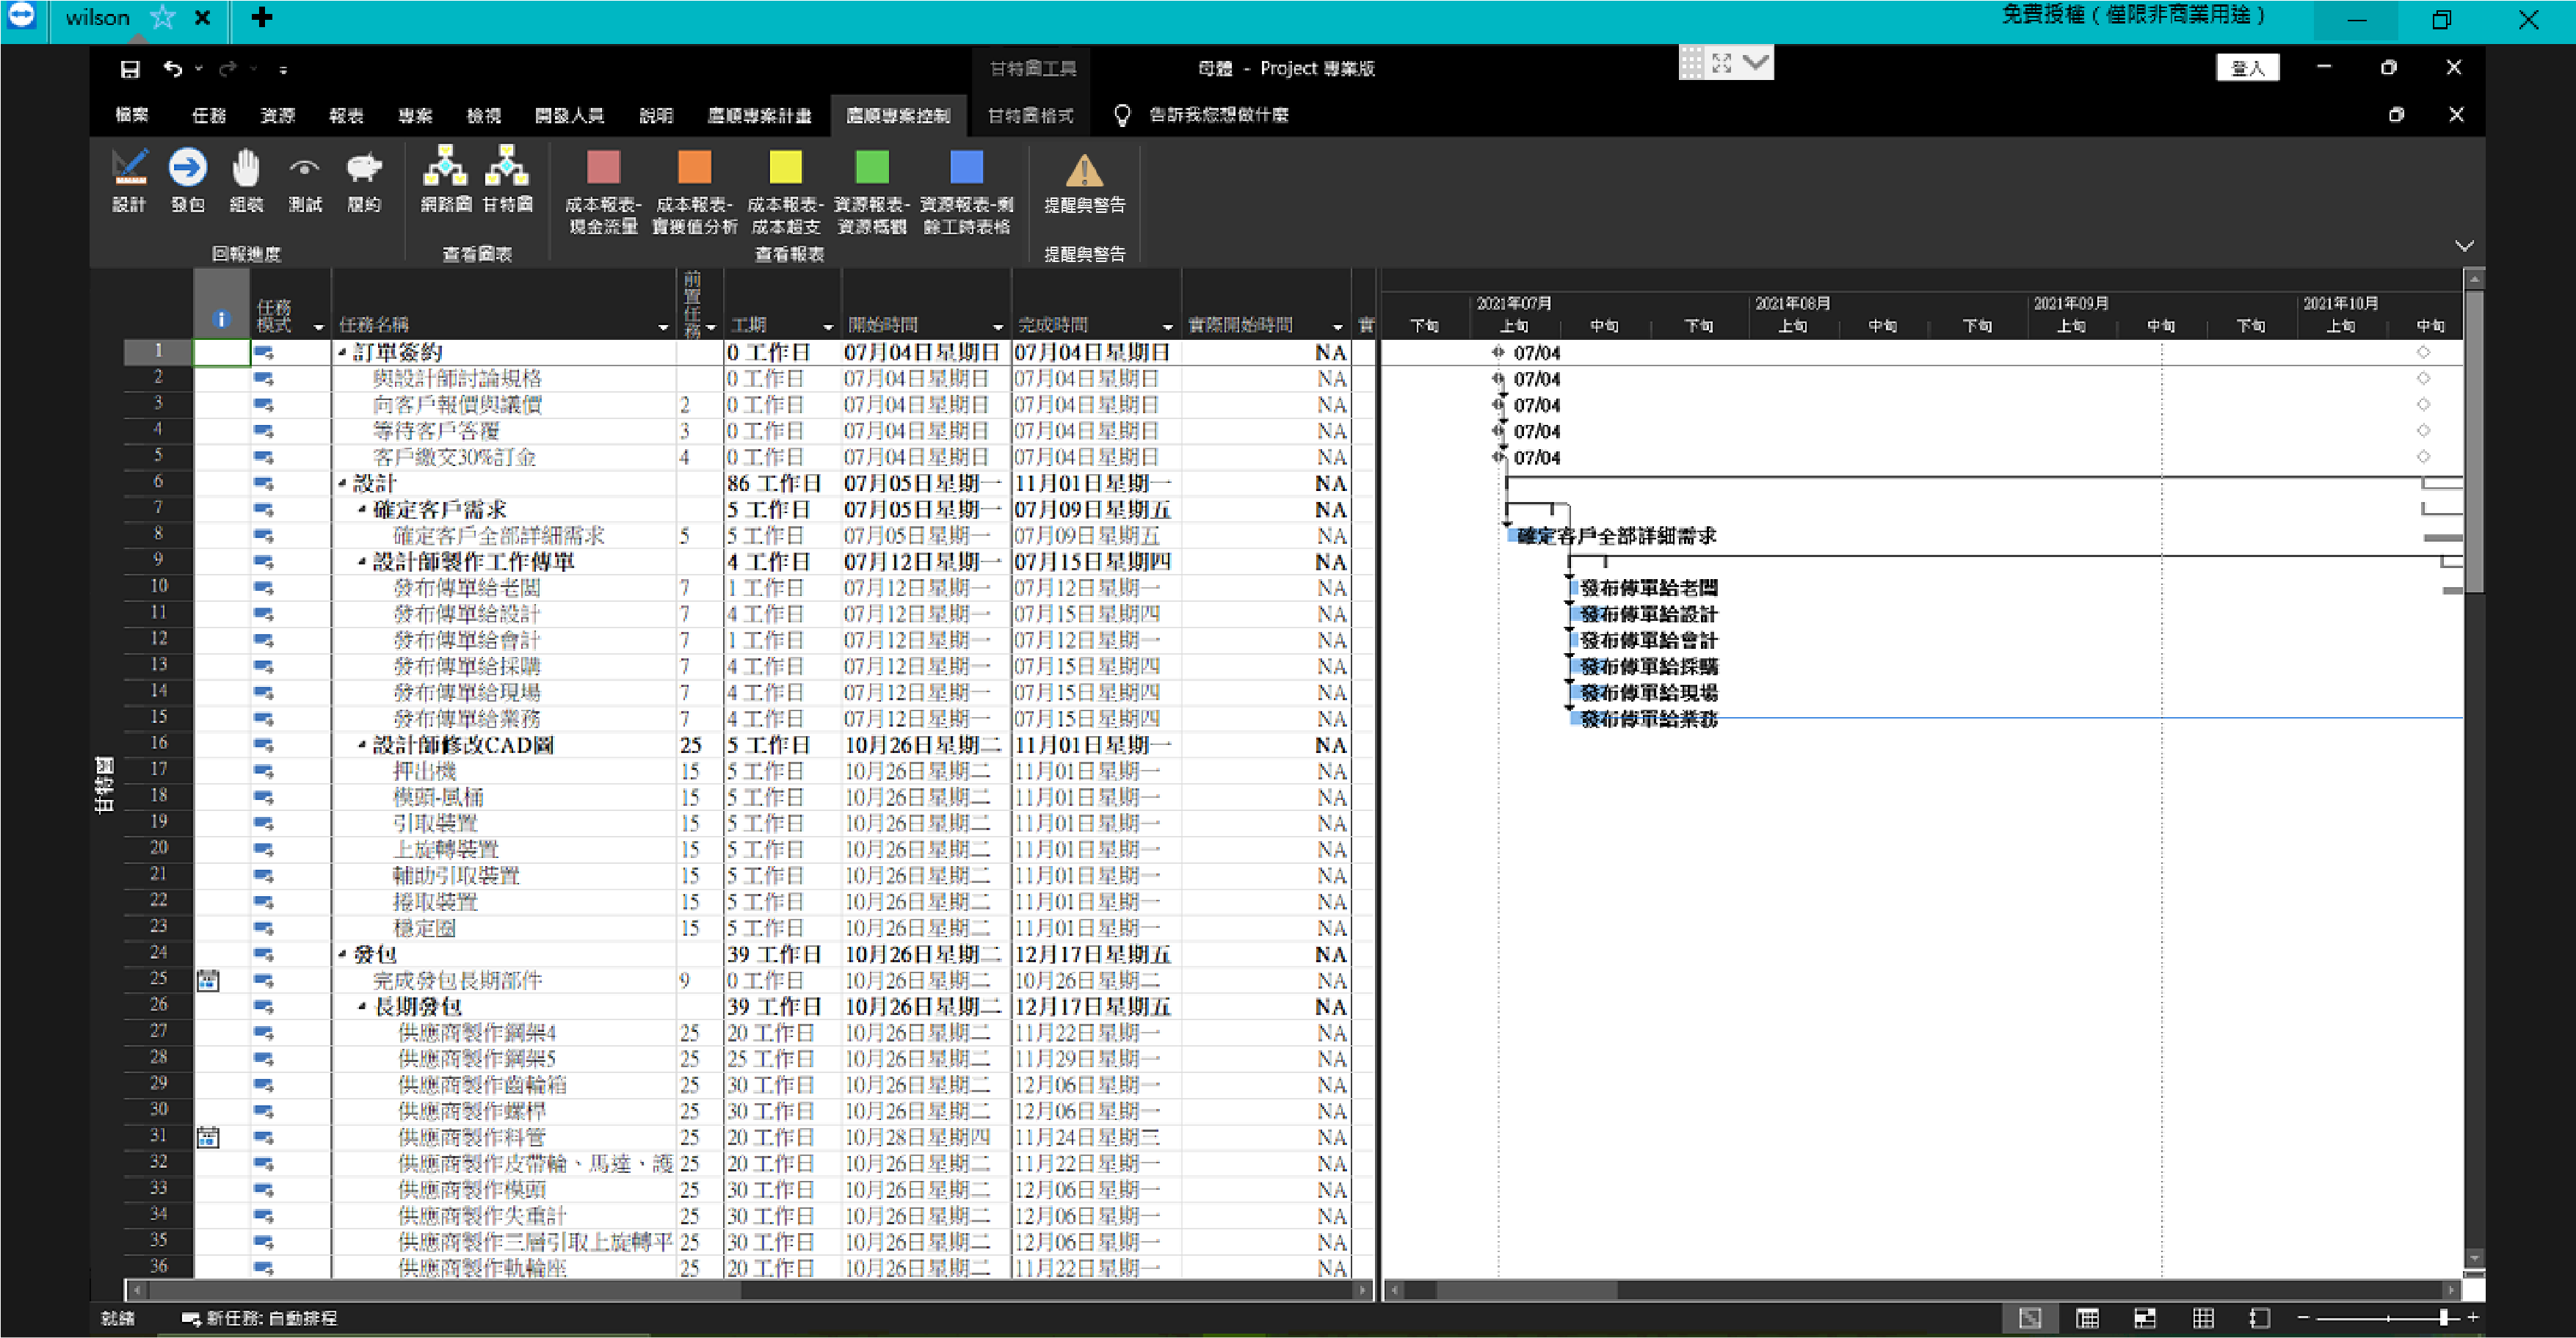 wilson
免費授權 ( 僅限非商業用途 )
甘特圖工具
母體 - Project 專業版
登入
檔案 任務 資源 報表 專案 檢視 開發人員 說明 鷹順專案計畫 鷹順專案控制 甘特圖格式 告訴我您想做什麼
設計 發包 組裝 測試 履約 網路圖 甘特圖 成本報表-現金流量 成本報表-實獲值分析 成本報表-成本超支 資源報表-資源概觀 資源報表-剩餘工時表格 提醒與警告
回報進度 查看圖表 查看報表 提醒與警告
任務模式 任務名稱 前置任務 工期 開始時間 完成時間 實際開始時間 實
2021年07月 2021年08月 2021年09月 2021年10月
下旬 上旬 中旬 下旬 上旬 中旬 下旬 上旬 中旬 下旬 上旬 中旬
1 訂單簽約 0 工作日 07月04日星期日 07月04日星期日 NA 07/04
2 與設計師討論規格 0 工作日 07月04日星期日 07月04日星期日 NA 07/04
3 向客戶報價與議價 2 0 工作日 07月04日星期日 07月04日星期日 NA 07/04
4 等待客戶答覆 3 0 工作日 07月04日星期日 07月04日星期日 NA 07/04
5 客戶繳交30%訂金 4 0 工作日 07月04日星期日 07月04日星期日 NA 07/04
6 設計 86 工作日 07月05日星期一 11月01日星期一 NA
7 確定客戶需求 5 工作日 07月05日星期一 07月09日星期五 NA
8 確定客戶全部詳細需求 5 5 工作日 07月05日星期一 07月09日星期五 NA 確定客戶全部詳細需求
9 設計師製作工作傳單 4 工作日 07月12日星期一 07月15日星期四 NA
10 發布傳單給老闆 7 1 工作日 07月12日星期一 07月12日星期一 NA 發布傳單給老闆
11 發布傳單給設計 7 4 工作日 07月12日星期一 07月15日星期四 NA 發布傳單給設計
12 發布傳單給會計 7 1 工作日 07月12日星期一 07月12日星期一 NA 發布傳單給會計
13 發布傳單給採購 7 4 工作日 07月12日星期一 07月15日星期四 NA 發布傳單給採購
14 發布傳單給現場 7 4 工作日 07月12日星期一 07月15日星期四 NA 發布傳單給現場
15 發布傳單給業務 7 4 工作日 07月12日星期一 07月15日星期四 NA 發布傳單給業務
16 設計師修改CAD圖 25 5 工作日 10月26日星期二 11月01日星期一 NA
17 押出機 15 5 工作日 10月26日星期二 11月01日星期一 NA
18 模頭-風桶 15 5 工作日 10月26日星期二 11月01日星期一 NA
19 引取裝置 15 5 工作日 10月26日星期二 11月01日星期一 NA
20 上旋轉裝置 15 5 工作日 10月26日星期二 11月01日星期一 NA
21 輔助引取裝置 15 5 工作日 10月26日星期二 11月01日星期一 NA
22 捲取裝置 15 5 工作日 10月26日星期二 11月01日星期一 NA
23 穩定圈 15 5 工作日 10月26日星期二 11月01日星期一 NA
24 發包 39 工作日 10月26日星期二 12月17日星期五 NA
25 完成發包長期部件 9 0 工作日 10月26日星期二 10月26日星期二 NA
26 長期發包 39 工作日 10月26日星期二 12月17日星期五 NA
27 供應商製作鋼架4 25 20 工作日 10月26日星期二 11月22日星期一 NA
28 供應商製作鋼架5 25 25 工作日 10月26日星期二 11月29日星期一 NA
29 供應商製作齒輪箱 25 30 工作日 10月26日星期二 12月06日星期一 NA
30 供應商製作螺桿 25 30 工作日 10月26日星期二 12月06日星期一 NA
31 供應商製作料管 25 20 工作日 10月28日星期四 11月24日星期三 NA
32 供應商製作皮帶輪、馬達、護 25 20 工作日 10月26日星期二 11月22日星期一 NA
33 供應商製作模頭 25 30 工作日 10月26日星期二 12月06日星期一 NA
34 供應商製作失重計 25 30 工作日 10月26日星期二 12月06日星期一 NA
35 供應商製作三層引取上旋轉平 25 30 工作日 10月26日星期二 12月06日星期一 NA
36 供應商製作軌輪座 25 20 工作日 10月26日星期二 11月22日星期一 NA
甘特圖
就緒 新任務: 自動排程